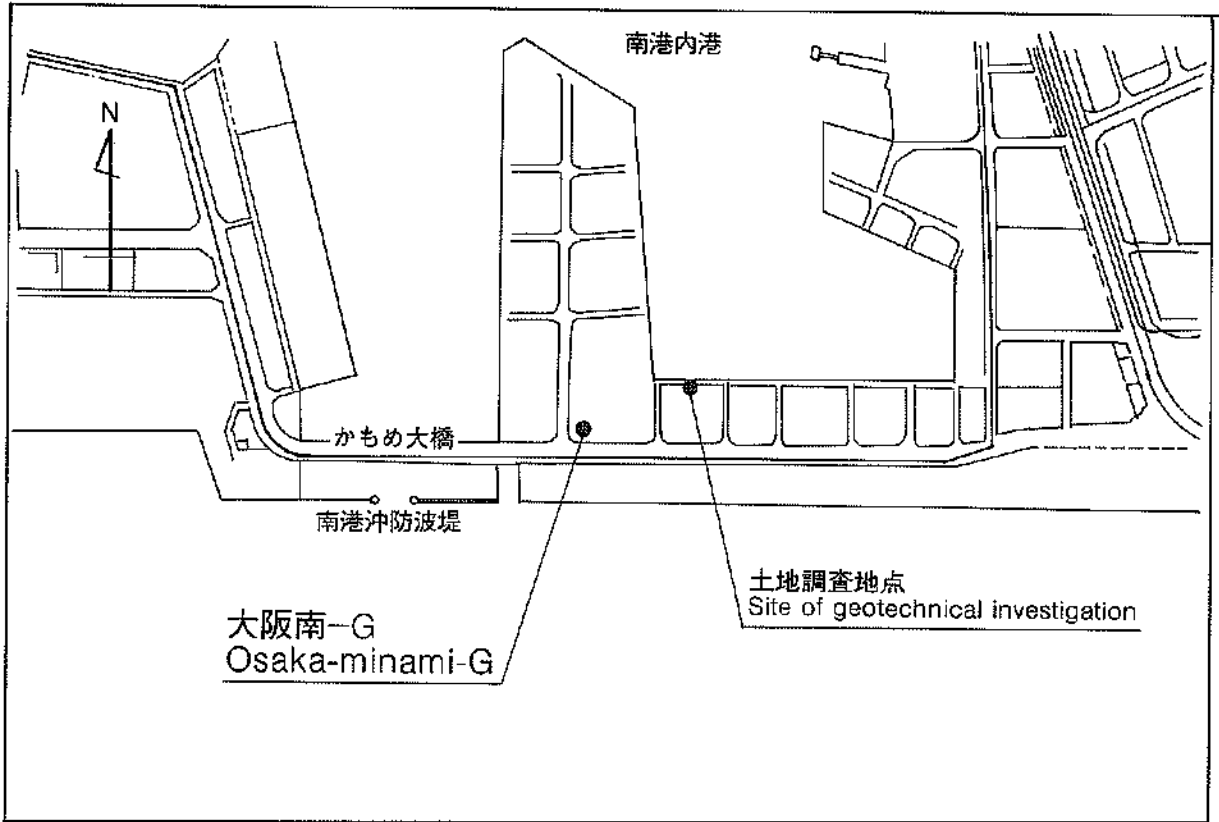 南港内港
N
かもめ大橋
南港沖防波堤
土地調査地点
Site of geotechnical investigation
大阪南-G
Osaka-minami-G